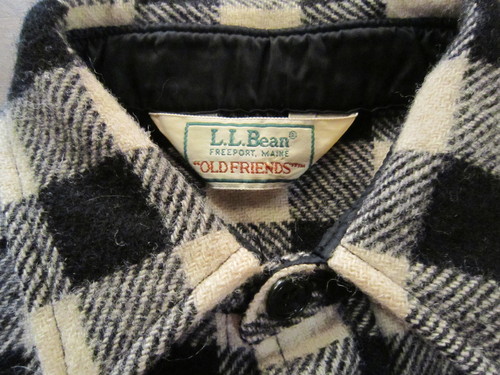 L.L.Bean®
FREEPORT, MAINE
"OLD FRIENDS"™